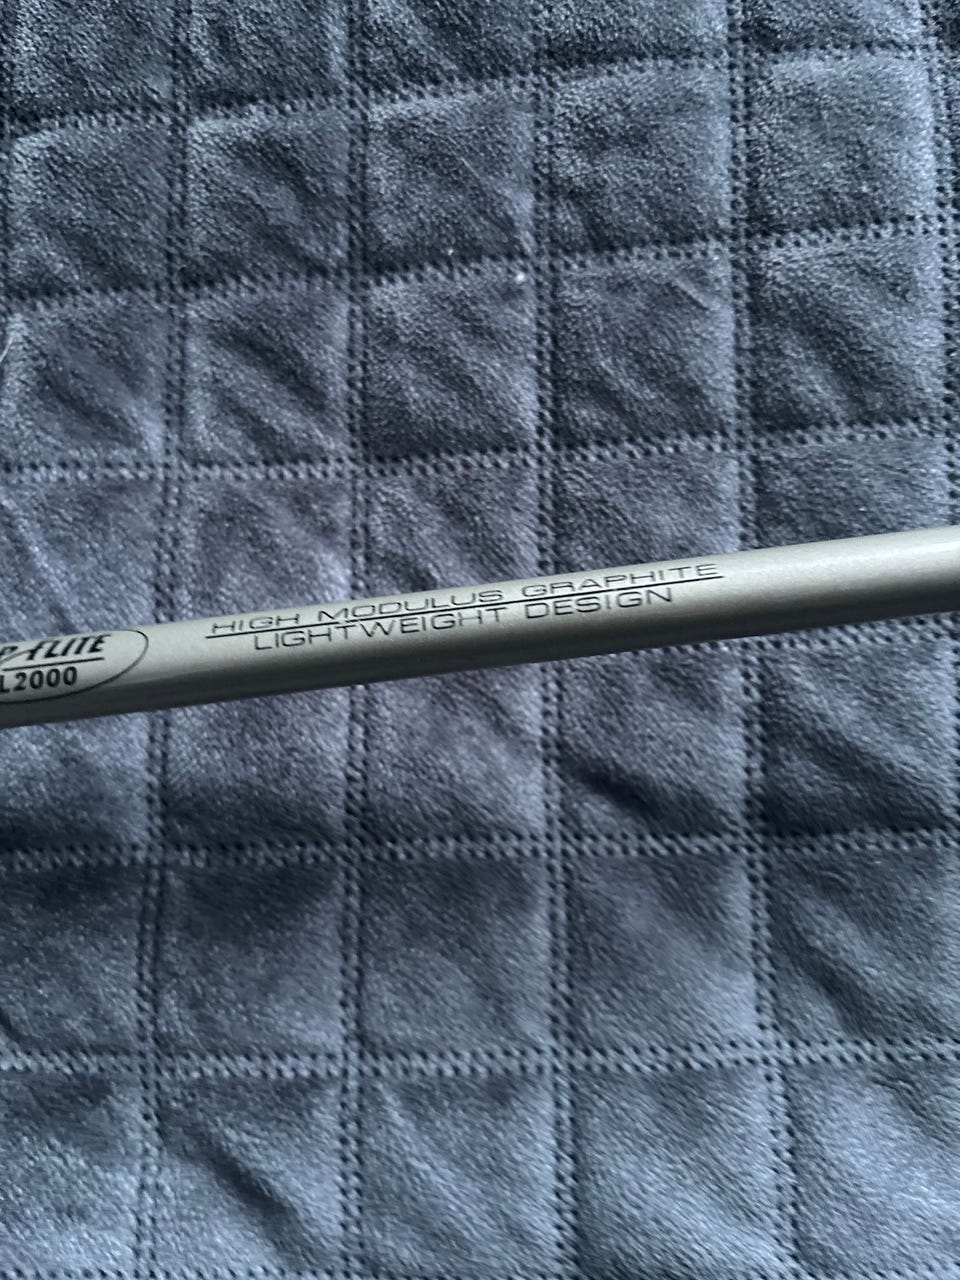 P-FLITE
L2000
HIGH MODULUS GRAPHITE
LIGHTWEIGHT DESIGN